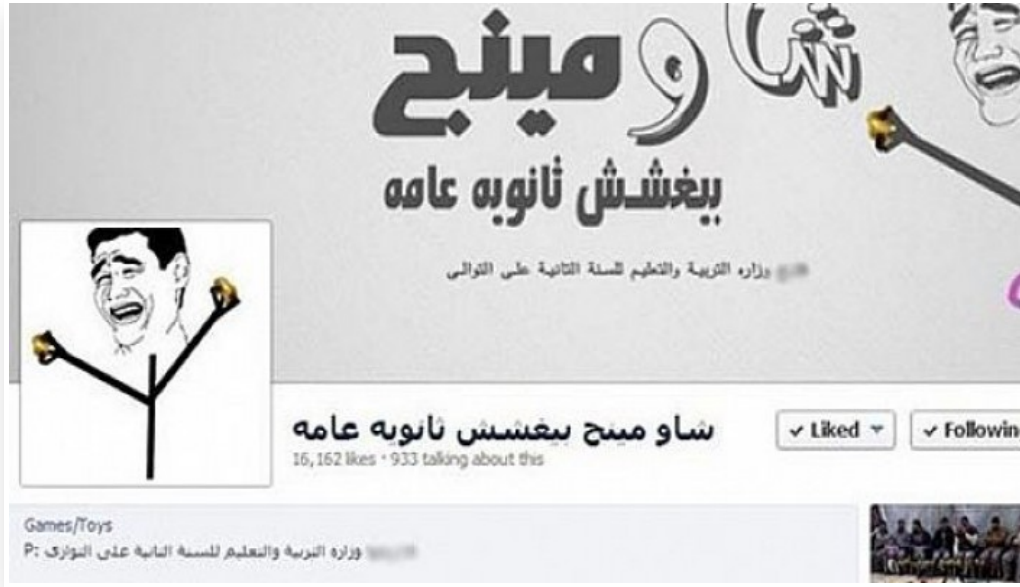 شاو مينج
بيغشش ثانويه عامه
وزاره التربية والتعليم للسنة الثانية على التوالى
شاو مينج بيغشش ثانويه عامه
Liked
Followin
16,162 likes · 933 talking about this
Games/Toys
وزاره التربية والتعليم للسنة الثانية على التوازى :P